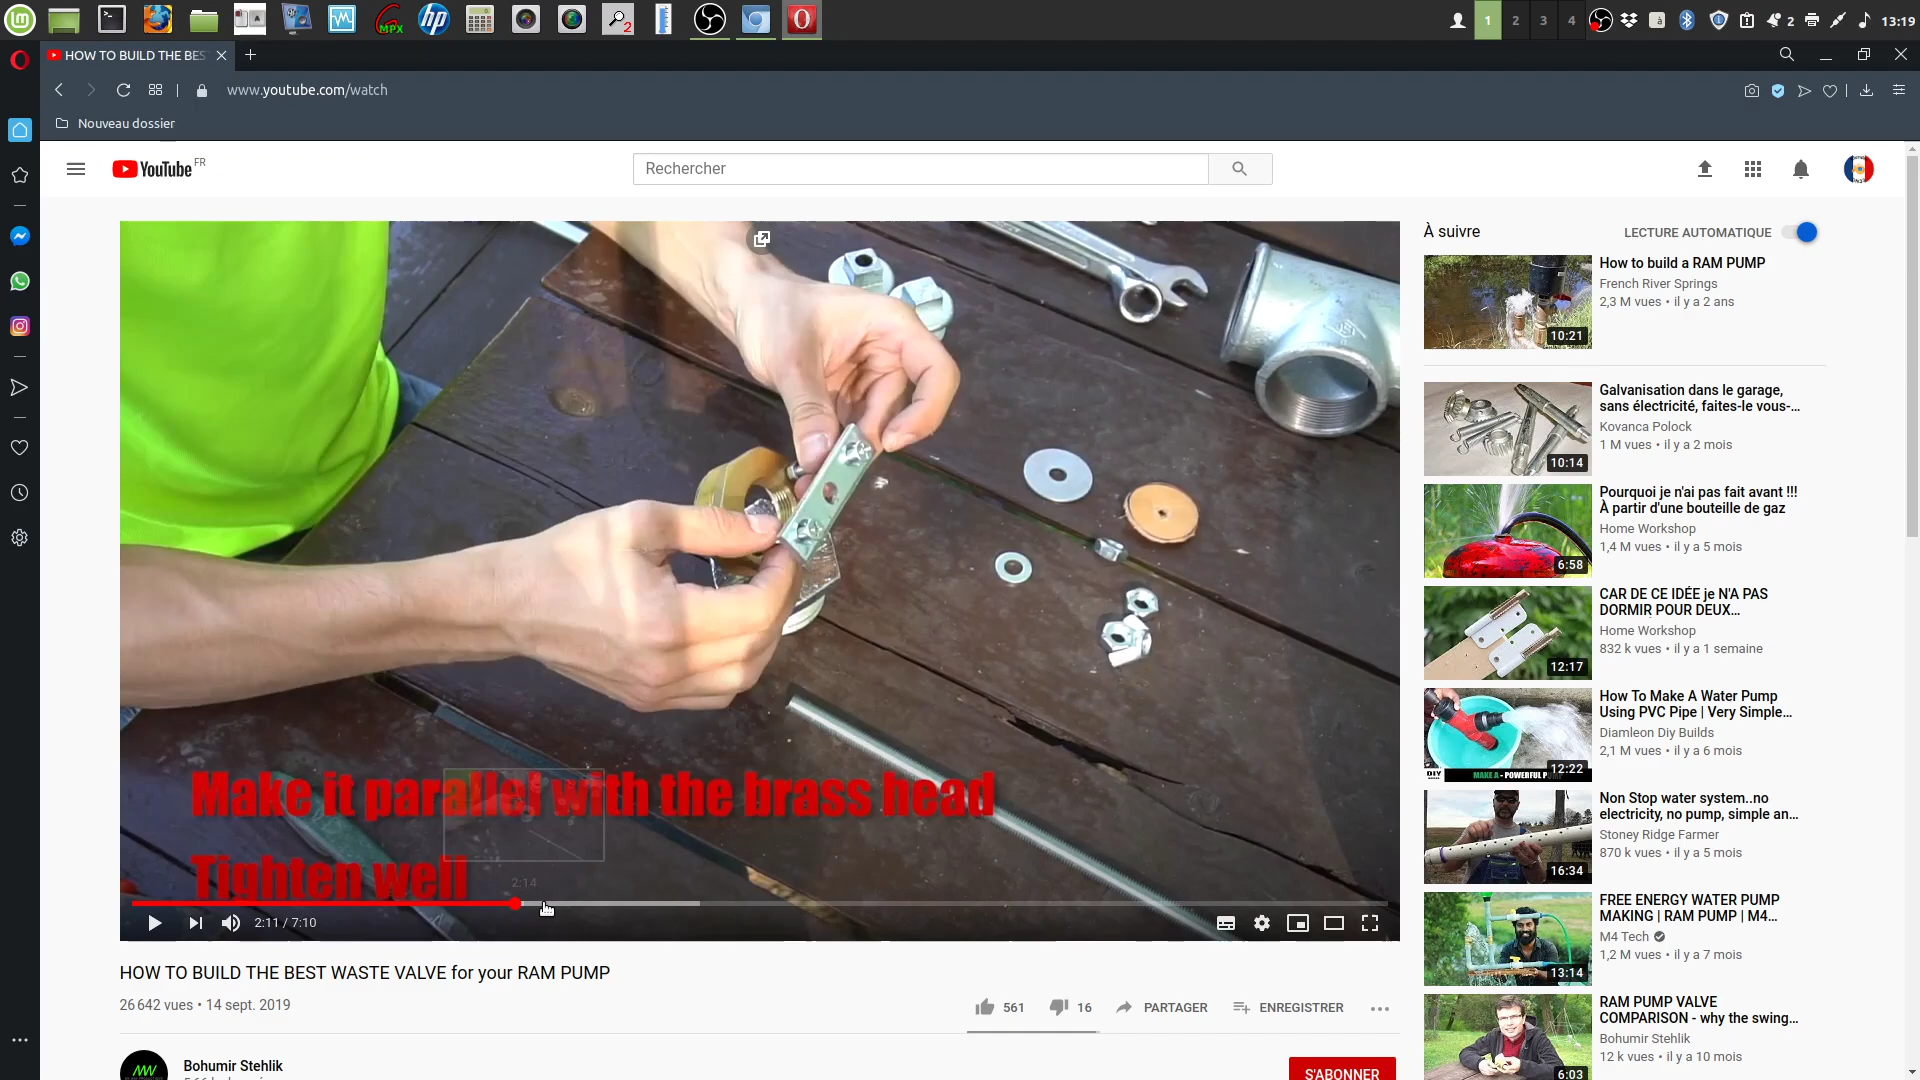 MPX
2
1
2
3
4
à
2
13:19
HOW TO BUILD THE BES
www.youtube.com/watch
Nouveau dossier
YouTube FR
Rechercher
Make it parallel with the brass head
Tighten well
2:14
2:11 / 7:10
HOW TO BUILD THE BEST WASTE VALVE for your RAM PUMP
26 642 vues • 14 sept. 2019
561
16
PARTAGER
ENREGISTRER
Bohumir Stehlik
S'ABONNER
À suivre
LECTURE AUTOMATIQUE
How to build a RAM PUMP
French River Springs
2,3 M vues • il y a 2 ans
10:21
Galvanisation dans le garage,
sans électricité, faites-le vous-...
Kovanca Polock
1 M vues • il y a 2 mois
10:14
Pourquoi je n'ai pas fait avant !!!
À partir d'une bouteille de gaz
Home Workshop
1,4 M vues • il y a 5 mois
6:58
CAR DE CE IDÉE je N'A PAS
DORMIR POUR DEUX...
Home Workshop
832 k vues • il y a 1 semaine
12:17
How To Make A Water Pump
Using PVC Pipe | Very Simple...
Diamleon Diy Builds
2,1 M vues • il y a 6 mois
12:22
Non Stop water system..no
electricity, no pump, simple an...
Stoney Ridge Farmer
870 k vues • il y a 5 mois
16:34
FREE ENERGY WATER PUMP
MAKING | RAM PUMP | M4...
M4 Tech
1,2 M vues • il y a 7 mois
13:14
RAM PUMP VALVE
COMPARISON - why the swing...
Bohumir Stehlik
12 k vues • il y a 10 mois
6:03